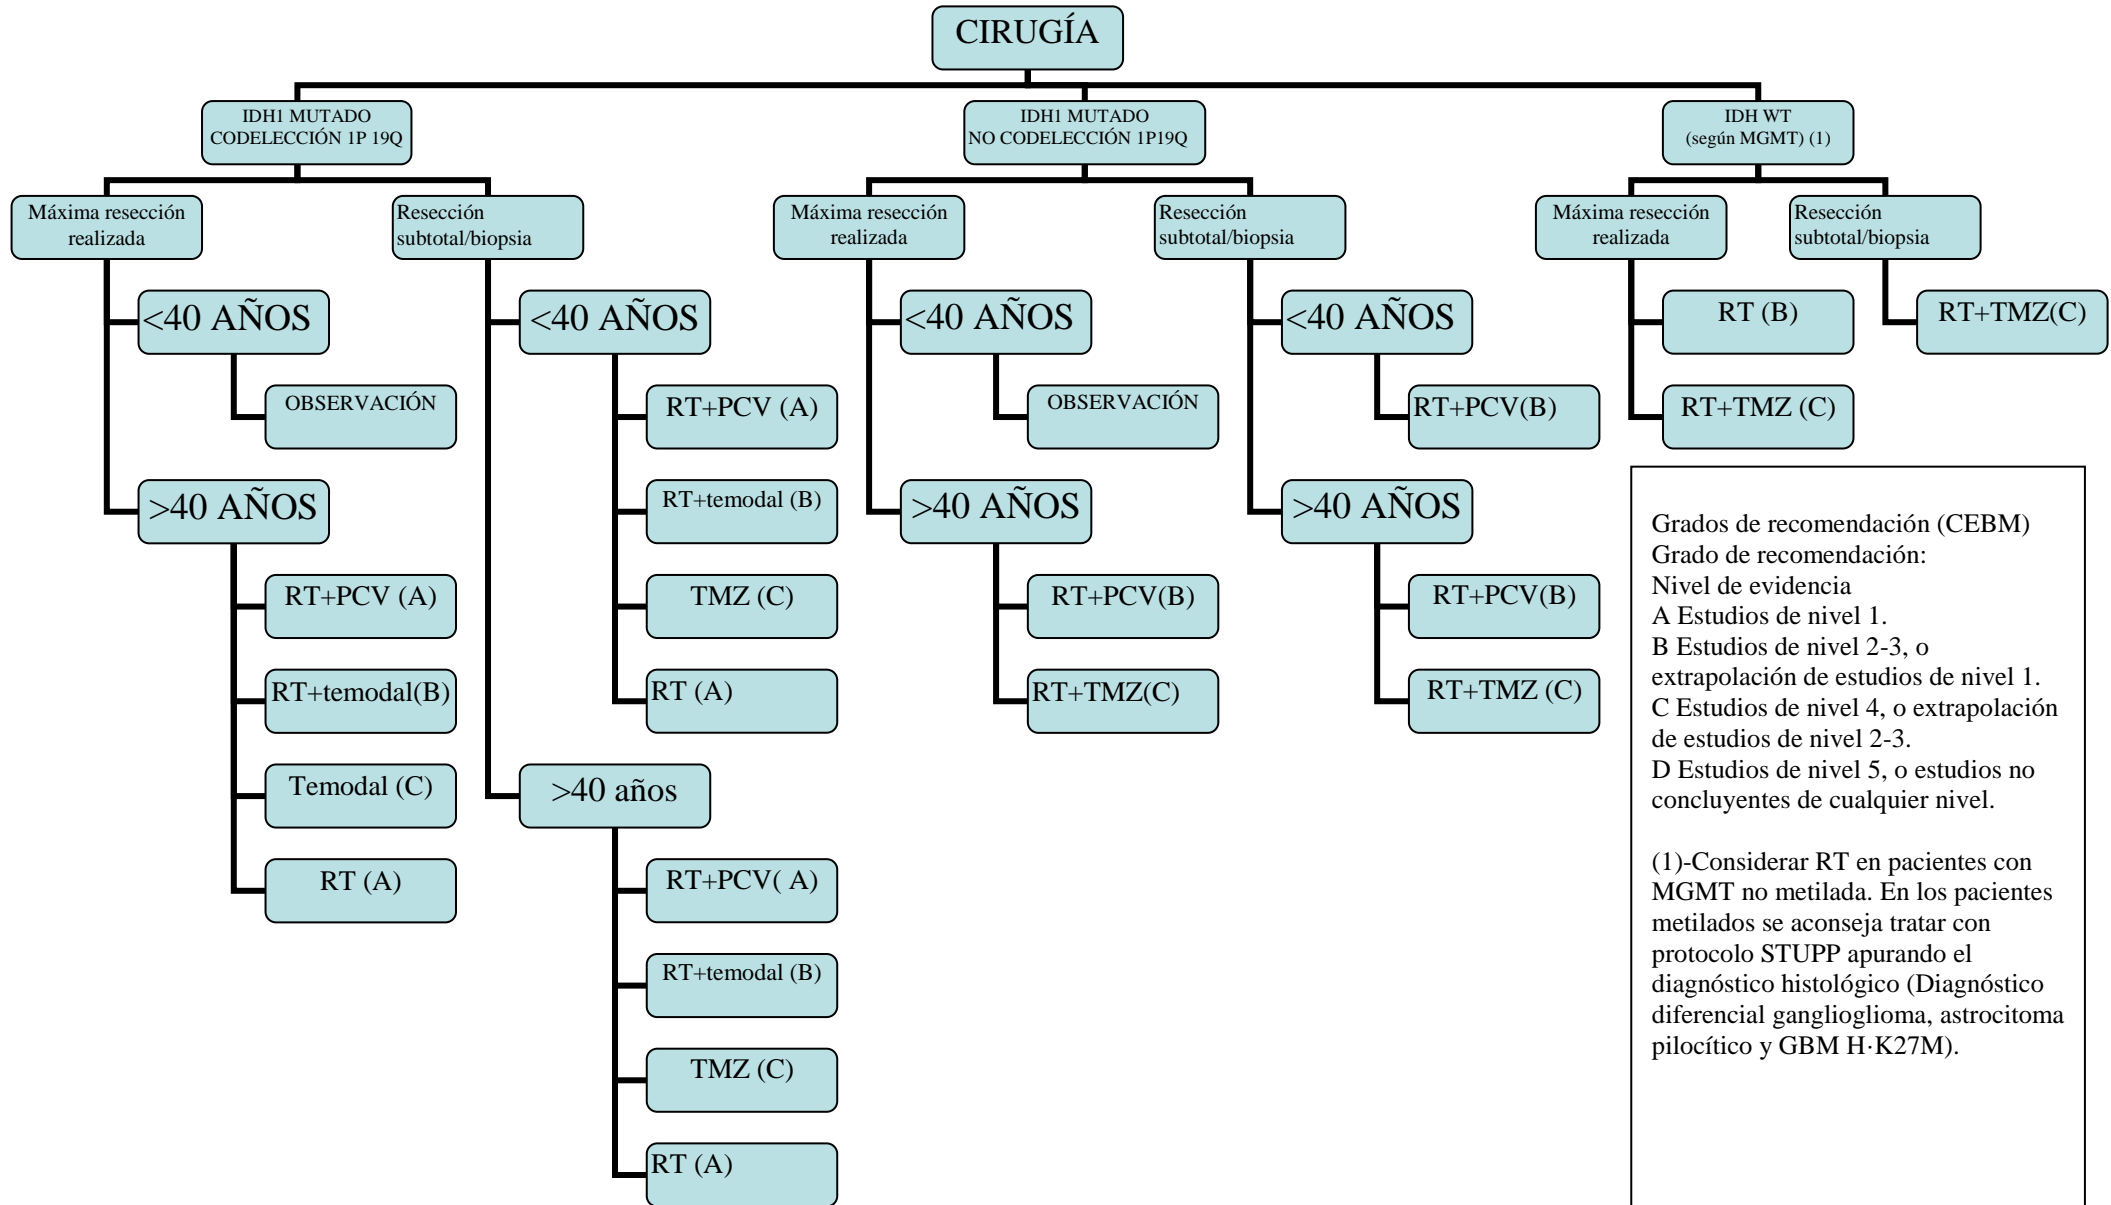 CIRUGÍA
IDH1 MUTADO
CODELECCIÓN 1P 19Q
IDH1 MUTADO
NO CODELECCIÓN 1P19Q
IDH WT
(según MGMT) (1)
Máxima resección
realizada
Resección
subtotal/biopsia
Máxima resección
realizada
Resección
subtotal/biopsia
Máxima resección
realizada
Resección
subtotal/biopsia
<40 AÑOS
OBSERVACIÓN
>40 AÑOS
RT+PCV (A)
RT+temodal(B)
Temodal (C)
RT (A)
<40 AÑOS
RT+PCV (A)
RT+temodal (B)
TMZ (C)
RT (A)
>40 años
RT+PCV( A)
RT+temodal (B)
TMZ (C)
RT (A)
<40 AÑOS
OBSERVACIÓN
>40 AÑOS
RT+PCV(B)
RT+TMZ(C)
<40 AÑOS
RT+PCV(B)
>40 AÑOS
RT+PCV(B)
RT+TMZ (C)
RT (B)
RT+TMZ (C)
RT+TMZ(C)
Grados de recomendación (CEBM)
Grado de recomendación:
Nivel de evidencia
A Estudios de nivel 1.
B Estudios de nivel 2-3, o
extrapolación de estudios de nivel 1.
C Estudios de nivel 4, o extrapolación
de estudios de nivel 2-3.
D Estudios de nivel 5, o estudios no
concluyentes de cualquier nivel.
(1)-Considerar RT en pacientes con
MGMT no metilada. En los pacientes
metilados se aconseja tratar con
protocolo STUPP apurando el
diagnóstico histológico (Diagnóstico
diferencial ganglioglioma, astrocitoma
pilocítico y GBM H·K27M).